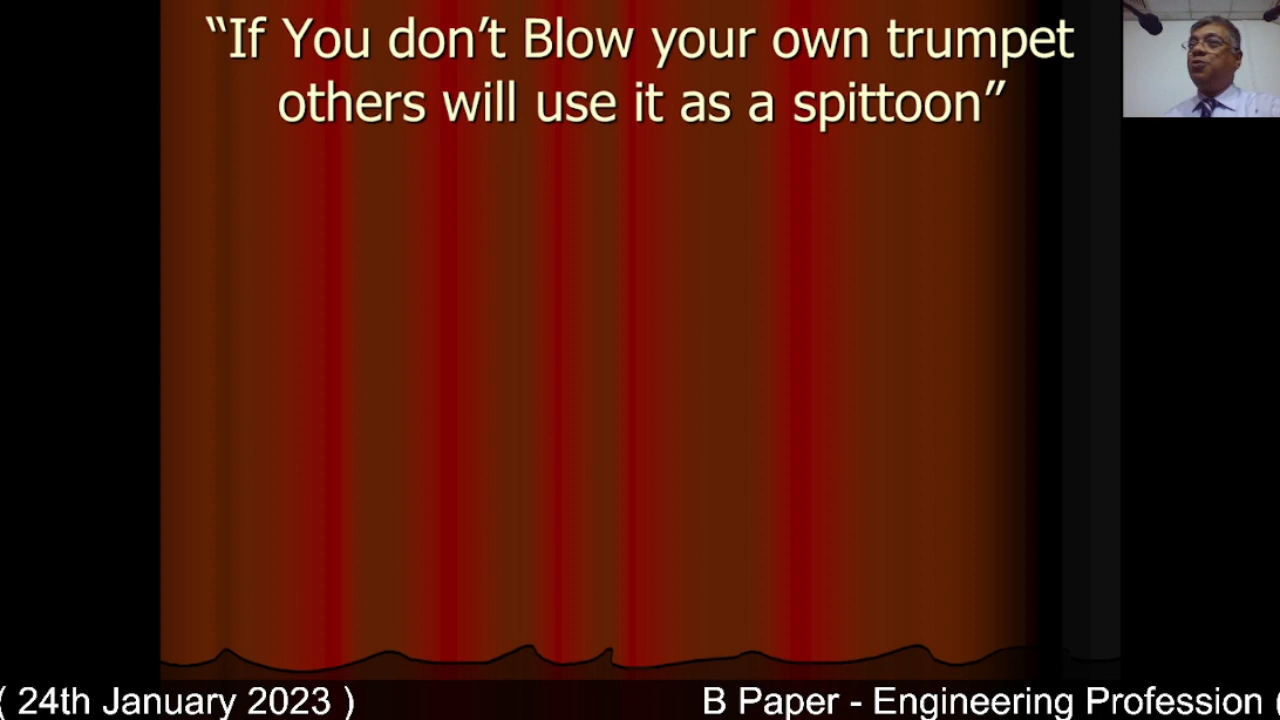 “If You don’t Blow your own trumpet
others will use it as a spittoon”
( 24th January 2023 )
B Paper - Engineering Profession (